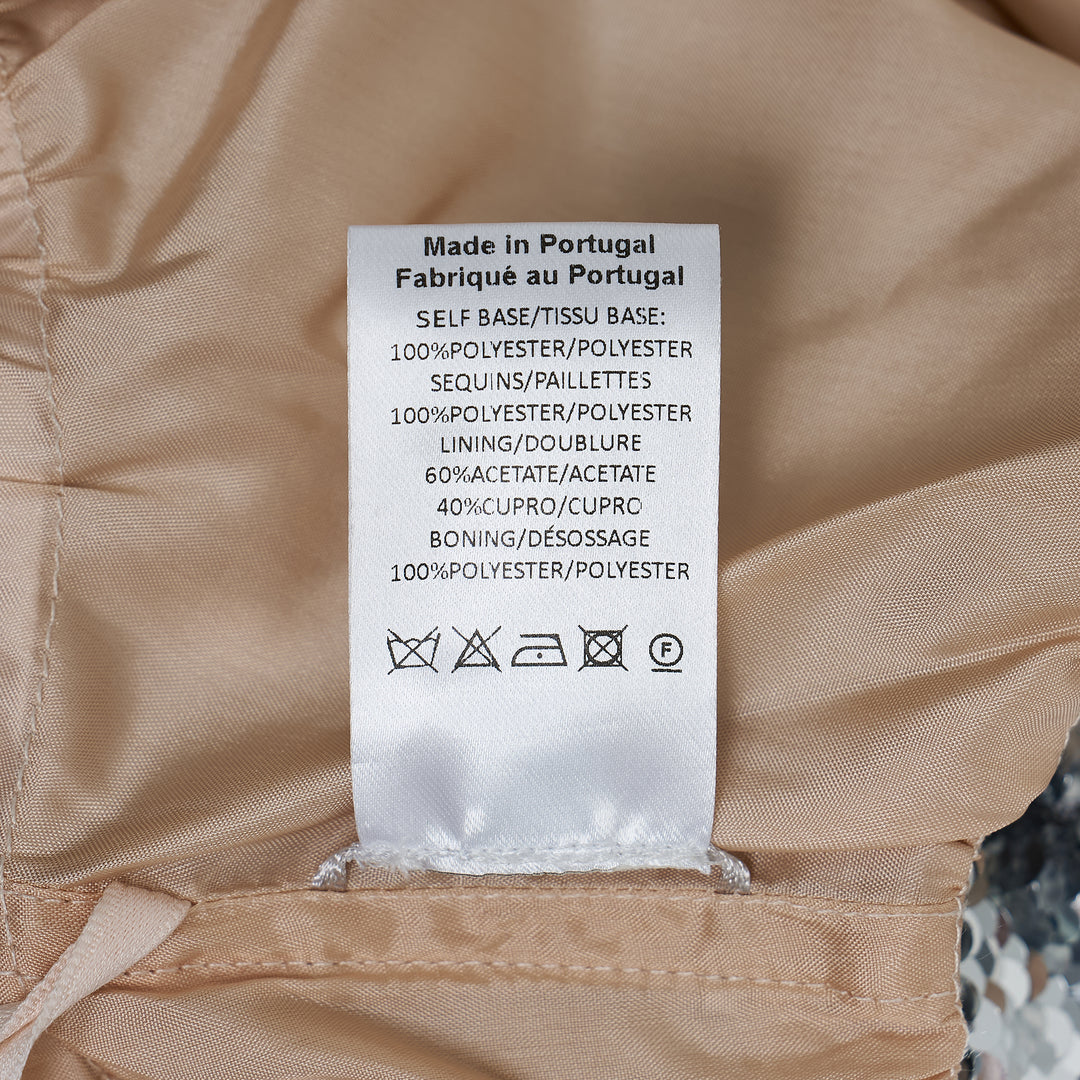 Made in Portugal
Fabriqué au Portugal
SELF BASE/TISSU BASE:
100%POLYESTER/POLYESTER
SEQUINS/PAILLETTES
100%POLYESTER/POLYESTER
LINING/DOUBLURE
60%ACETATE/ACETATE
40%CUPRO/CUPRO
BONING/DÉSOSSAGE
100%POLYESTER/POLYESTER
F